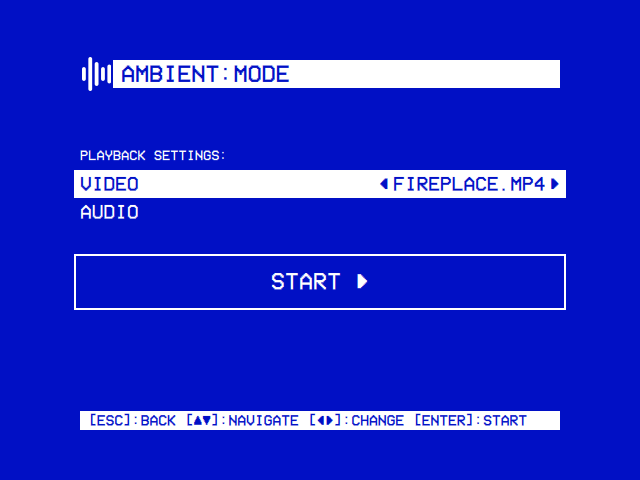 AMBIENT:MODE
PLAYBACK SETTINGS:
VIDEO ◀FIREPLACE.MP4▶
AUDIO
START ▶
[ESC]:BACK [▲▼]:NAVIGATE [◀▶]:CHANGE [ENTER]:START